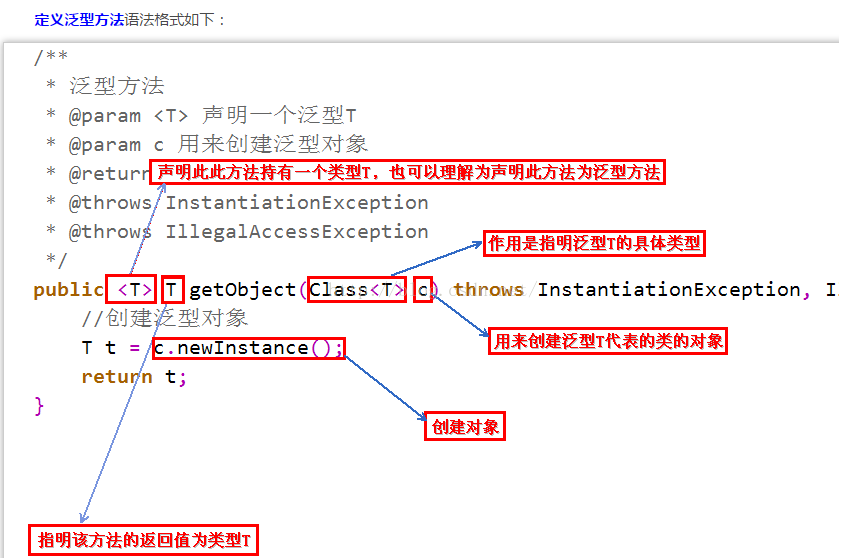 定义泛型方法语法格式如下：
/**
* 泛型方法
* @param <T> 声明一个泛型T
* @param c 用来创建泛型对象
* @return
声明此此方法持有一个类型T，也可以理解为声明此方法为泛型方法
* @throws InstantiationException
* @throws IllegalAccessException
作用是指明泛型T的具体类型
*/
public <T> T getObject(Class<T> c) throws InstantiationException, I
//创建泛型对象
用来创建泛型T代表的类的对象
T t = c.newInstance();
return t;
}
创建对象
指明该方法的返回值为类型T